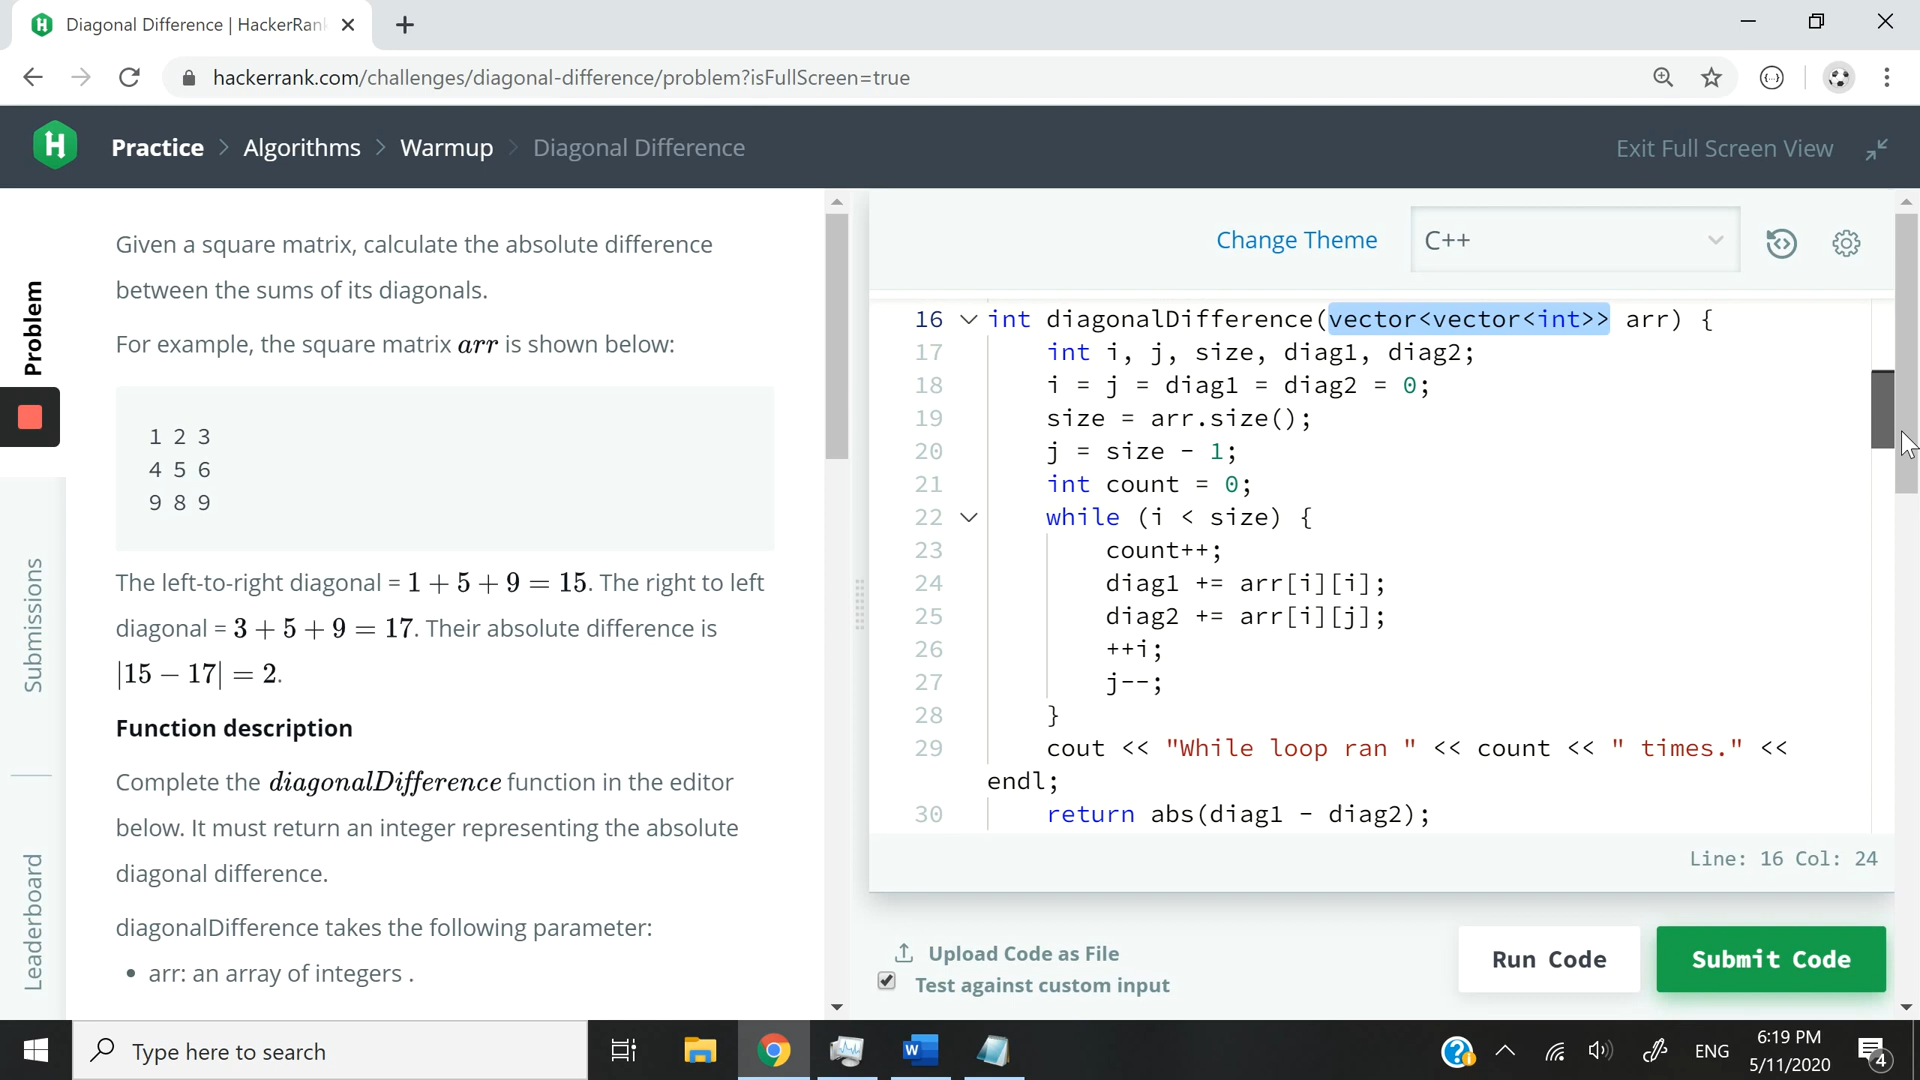 Diagonal Difference | HackerRan
hackerrank.com/challenges/diagonal-difference/problem?isFullScreen=true
H
Practice > Algorithms > Warmup > Diagonal Difference
Exit Full Screen View
Problem
Submissions
Leaderboard
Given a square matrix, calculate the absolute difference
between the sums of its diagonals.
For example, the square matrix arr is shown below:
1 2 3
4 5 6
9 8 9
The left-to-right diagonal = 1 + 5 + 9 = 15. The right to left
diagonal = 3 + 5 + 9 = 17. Their absolute difference is
|15 − 17| = 2.
Function description
Complete the diagonalDifference function in the editor
below. It must return an integer representing the absolute
diagonal difference.
diagonalDifference takes the following parameter:
• arr: an array of integers .
Change Theme
C++
16 int diagonalDifference(vector<vector<int>> arr) {
17 int i, j, size, diag1, diag2;
18 i = j = diag1 = diag2 = 0;
19 size = arr.size();
20 j = size - 1;
21 int count = 0;
22 while (i < size) {
23 count++;
24 diag1 += arr[i][i];
25 diag2 += arr[i][j];
26 ++i;
27 j--;
28 }
29 cout << "While loop ran " << count << " times." <<
endl;
30 return abs(diag1 - diag2);
Line: 16 Col: 24
Upload Code as File
Test against custom input
Run Code
Submit Code
Type here to search
W
ENG
6:19 PM
5/11/2020
4